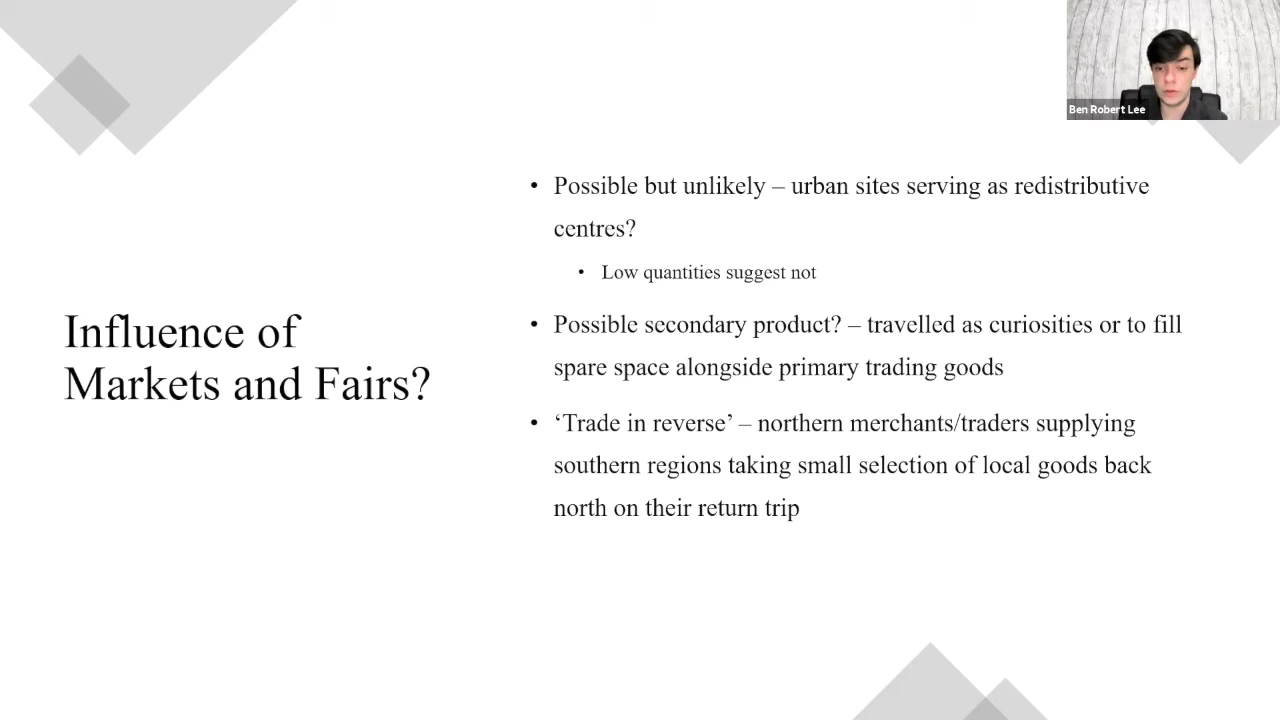 Ben Robert Lee
Influence of
Markets and Fairs?
• Possible but unlikely – urban sites serving as redistributive
centres?
• Low quantities suggest not
• Possible secondary product? – travelled as curiosities or to fill
spare space alongside primary trading goods
• ‘Trade in reverse’ – northern merchants/traders supplying
southern regions taking small selection of local goods back
north on their return trip